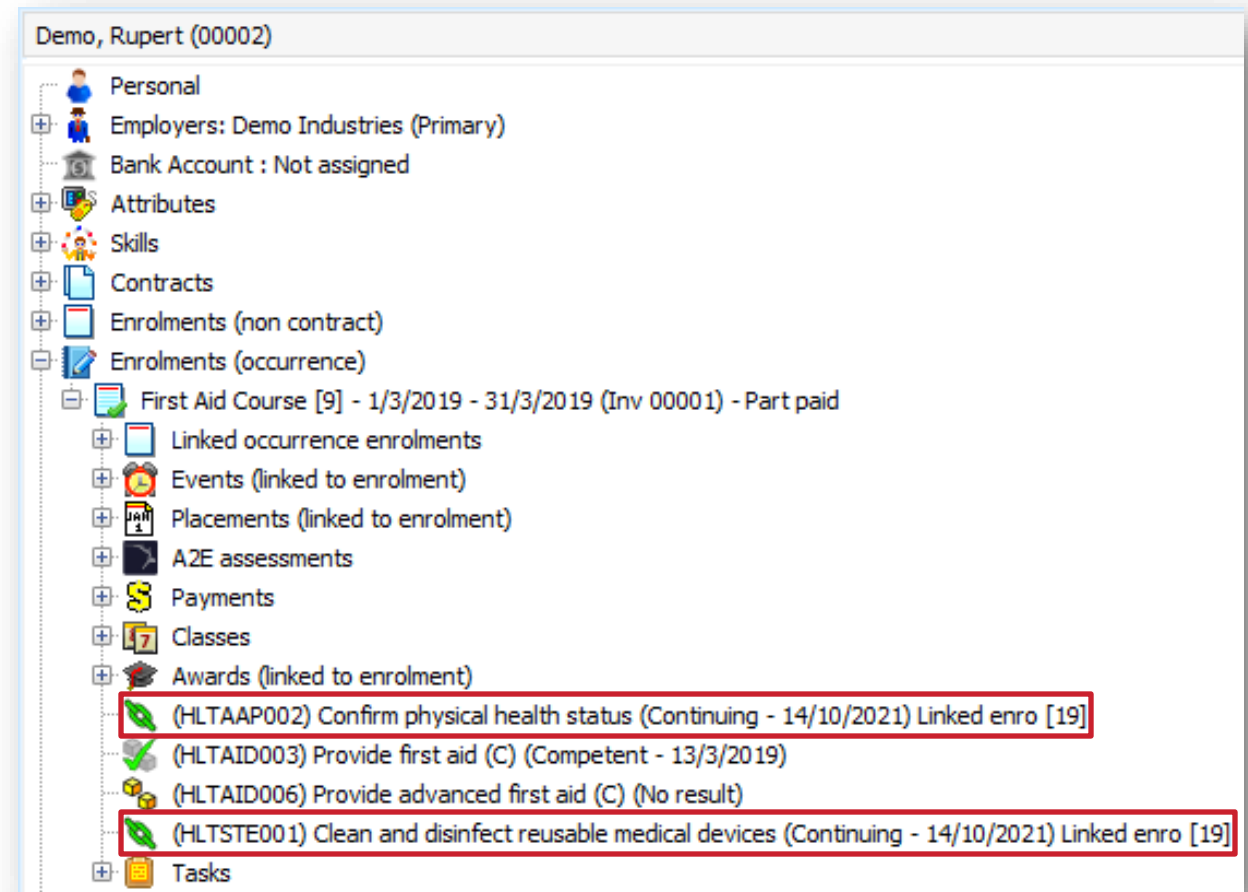 Demo, Rupert (00002)
Personal
Employers: Demo Industries (Primary)
Bank Account : Not assigned
Attributes
Skills
Contracts
Enrolments (non contract)
Enrolments (occurrence)
First Aid Course [9] - 1/3/2019 - 31/3/2019 (Inv 00001) - Part paid
Linked occurrence enrolments
Events (linked to enrolment)
Placements (linked to enrolment)
A2E assessments
Payments
Classes
Awards (linked to enrolment)
(HLTAAP002) Confirm physical health status (Continuing - 14/10/2021) Linked enro [19]
(HLTAID003) Provide first aid (C) (Competent - 13/3/2019)
(HLTAID006) Provide advanced first aid (C) (No result)
(HLTSTE001) Clean and disinfect reusable medical devices (Continuing - 14/10/2021) Linked enro [19]
Tasks